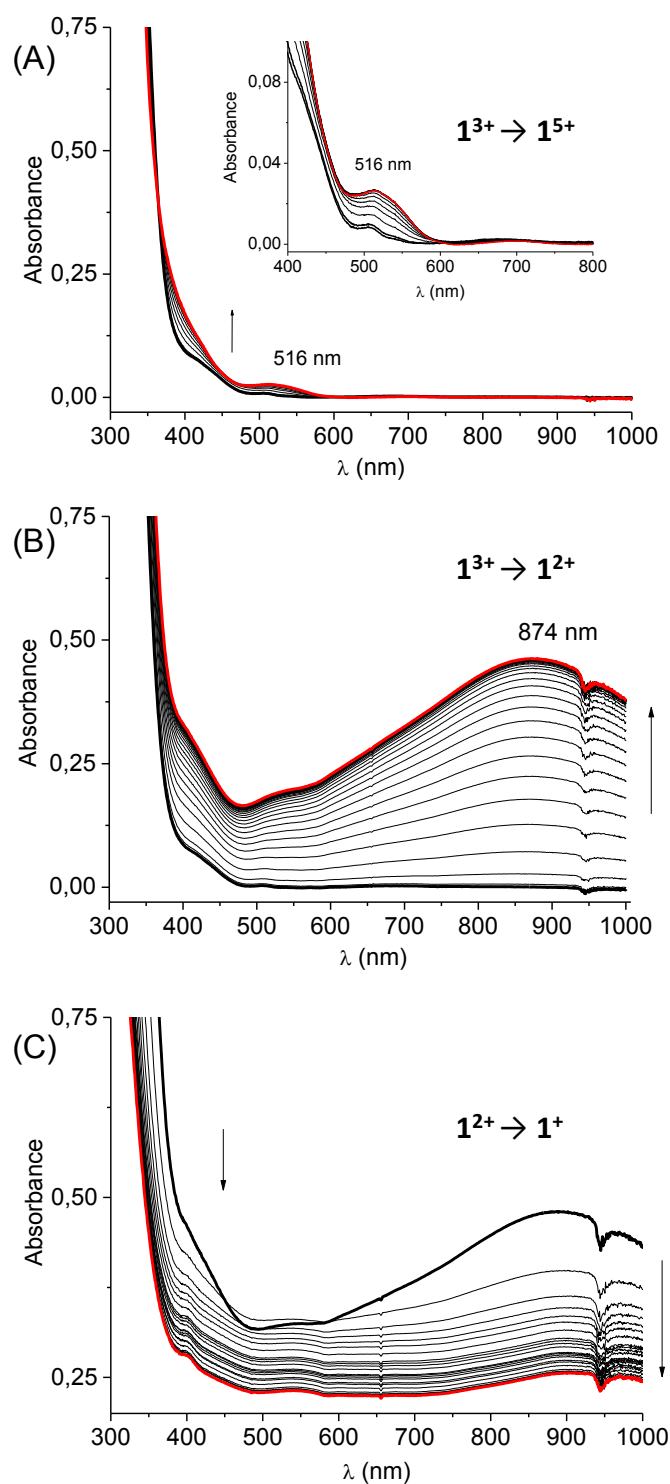 (A)
0,75
0,50
0,25
0,00
Absorbance
300 400 500 600 700 800 900 1000
λ (nm)
516 nm
0,08
0,04
0,00
Absorbance
400 500 600 700 800
λ (nm)
516 nm
1³⁺ → 1⁵⁺
(B)
0,75
0,50
0,25
0,00
Absorbance
300 400 500 600 700 800 900 1000
λ (nm)
1³⁺ → 1²⁺
874 nm
(C)
0,75
0,50
0,25
Absorbance
300 400 500 600 700 800 900 1000
λ (nm)
1²⁺ → 1⁺